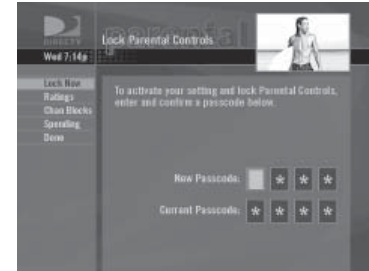 DIRECTV
Lock Parental Controls
Wed 7:14p
Lock Now
Ratings
Chan Blocks
Spending
Done
To activate your setting and lock Parental Controls,
enter and confirm a passcode below.
New Passcode: * * *
Current Passcode: * * * *